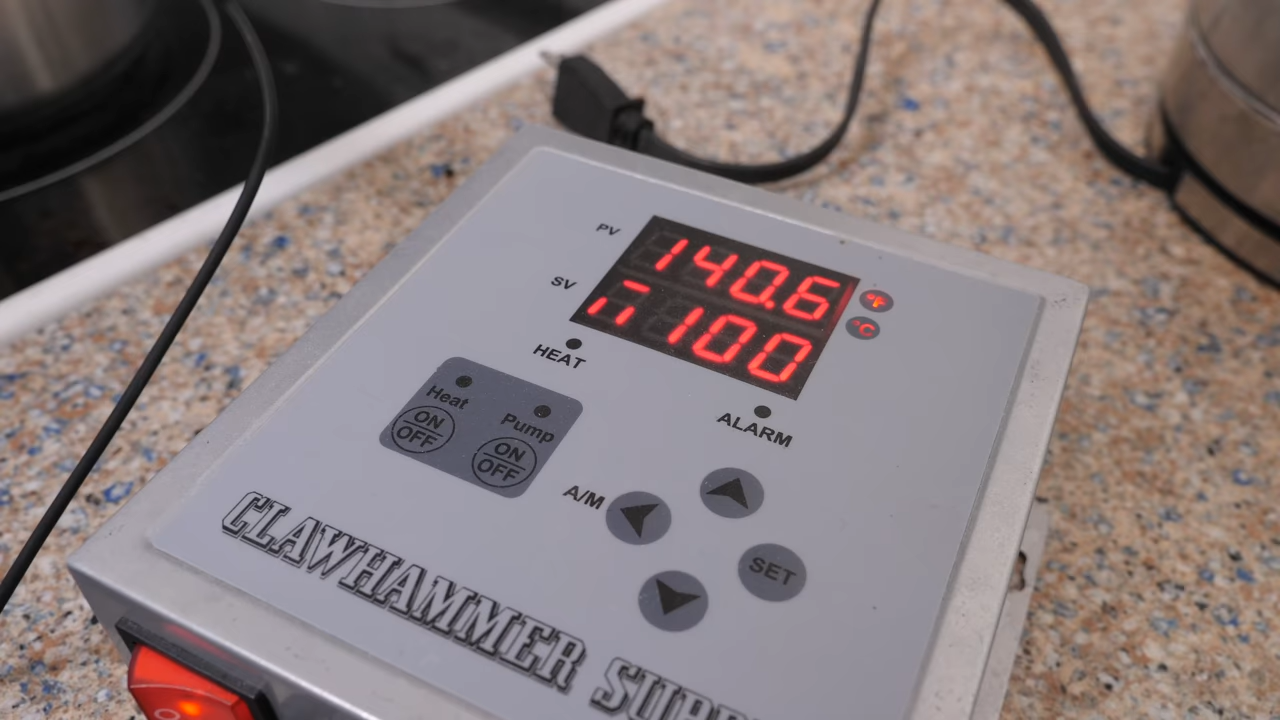 PV 140.6 °F
SV M 100 °C
HEAT
ALARM
Heat
ON
OFF
Pump
ON
OFF
A/M
SET
CLAWHAMMER